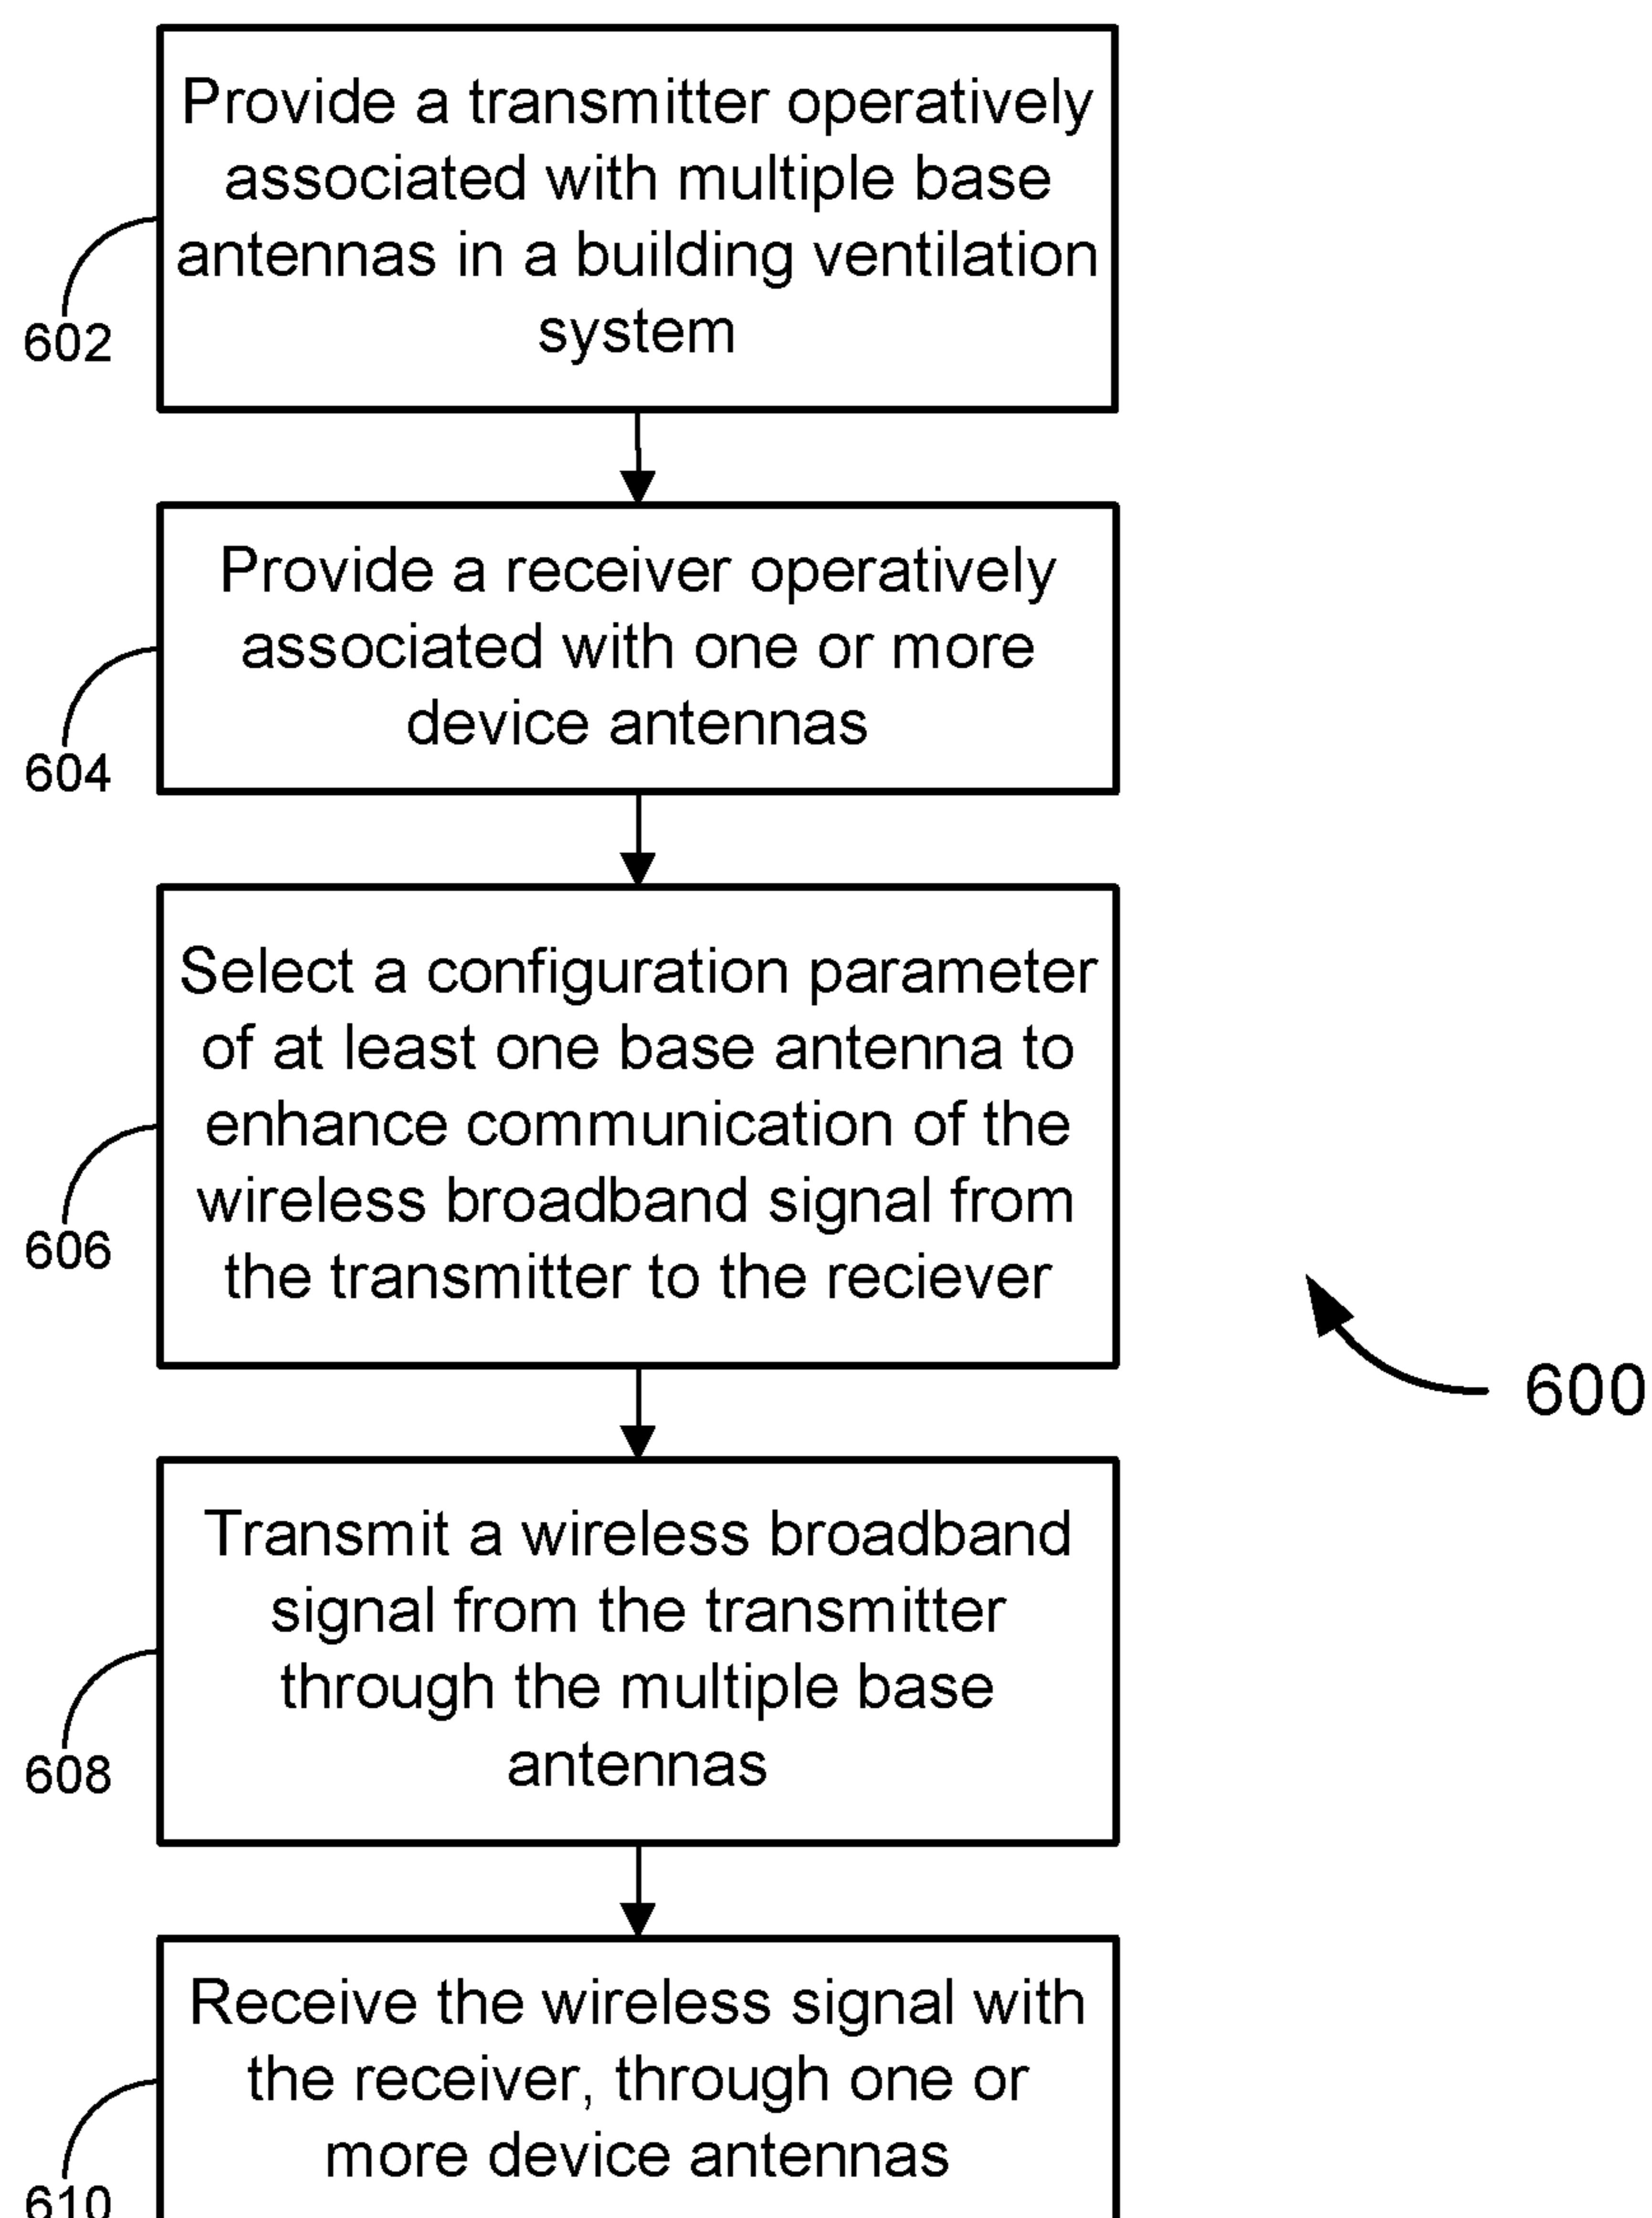 Provide a transmitter operatively
associated with multiple base
antennas in a building ventilation
system
602
Provide a receiver operatively
associated with one or more
device antennas
604
Select a configuration parameter
of at least one base antenna to
enhance communication of the
wireless broadband signal from
the transmitter to the reciever
606
600
Transmit a wireless broadband
signal from the transmitter
through the multiple base
antennas
608
Receive the wireless signal with
the receiver, through one or
more device antennas
610